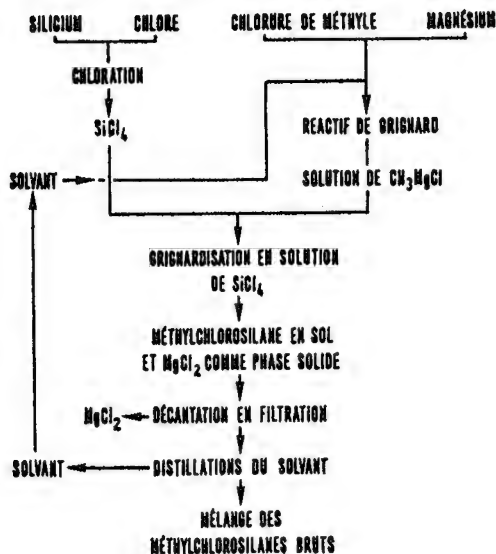 SILICIUM CHLORE CHLORURE DE MÉTHYLE MAGNÉSIUM
CHLORATION
SiCl₄ RÉACTIF DE GRIGNARD
SOLVANT SOLUTION DE CH₃MgCl
GRIGNARDISATION EN SOLUTION
DE SiCl₄
MÉTHYLCHLOROSILANE EN SOL
ET MgCl₂ COMME PHASE SOLIDE
MgCl₂ DÉCANTATION EN FILTRATION
SOLVANT DISTILLATIONS DU SOLVANT
MÉLANGE DES
MÉTHYLCHLOROSILANES BRUTS